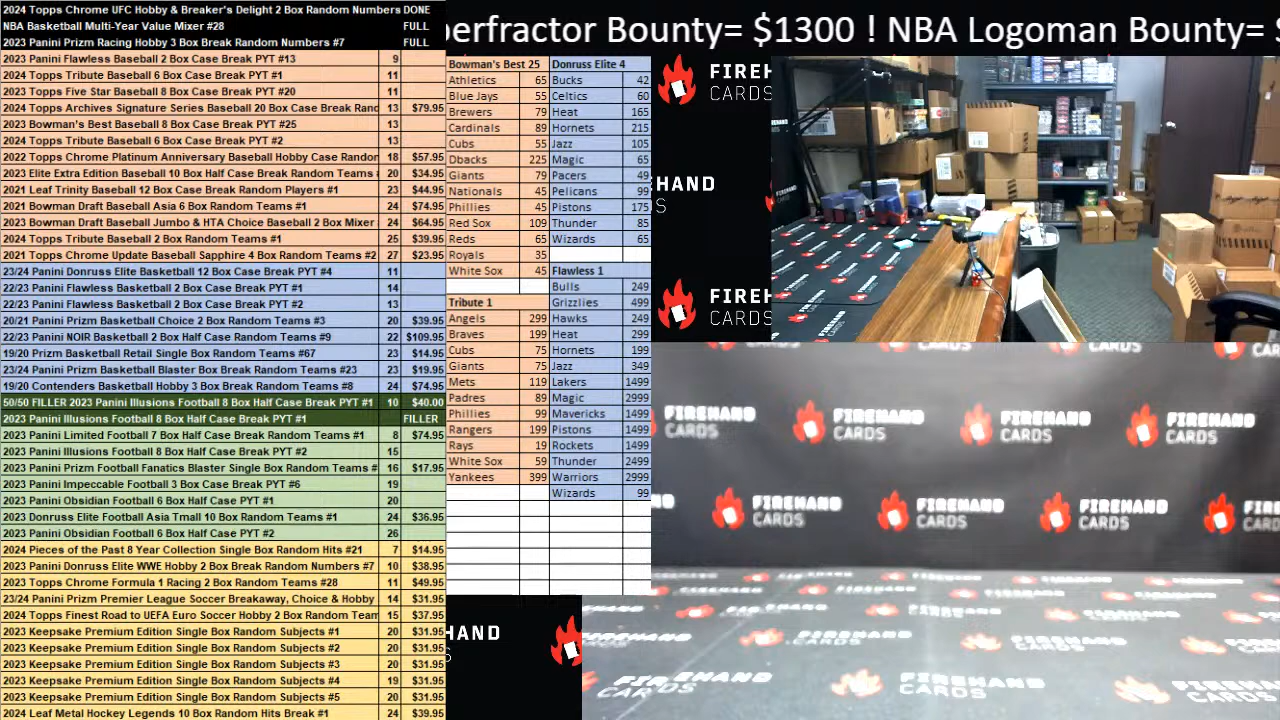 2024 Topps Chrome UFC Hobby & Breaker's Delight 2 Box Random Numbers DONE
NBA Basketball Multi-Year Value Mixer #28 FULL
2023 Panini Prizm Racing Hobby 3 Box Break Random Numbers #7 FULL
2023 Panini Flawless Baseball 2 Box Case Break PYT #13 9
2024 Topps Tribute Baseball 6 Box Case Break PYT #1 11
2023 Topps Five Star Baseball 8 Box Case Break PYT #20 11
2024 Topps Archives Signature Series Baseball 20 Box Case Break Rand 13 $79.95
2023 Bowman's Best Baseball 8 Box Case Break PYT #25 13
2024 Topps Tribute Baseball 6 Box Case Break PYT #2 13
2022 Topps Chrome Platinum Anniversary Baseball Hobby Case Random 18 $57.95
2023 Elite Extra Edition Baseball 10 Box Half Case Break Random Teams 20 $34.95
2021 Leaf Trinity Baseball 12 Box Case Break Random Players #1 23 $44.95
2021 Bowman Draft Baseball Asia 6 Box Random Teams #1 24 $74.95
2023 Bowman Draft Baseball Jumbo & HTA Choice Baseball 2 Box Mixer 24 $64.95
2024 Topps Tribute Baseball 2 Box Random Teams #1 25 $39.95
2021 Topps Chrome Update Baseball Sapphire 4 Box Random Teams #2 27 $23.95
23/24 Panini Donruss Elite Basketball 12 Box Case Break PYT #4 11
22/23 Panini Flawless Basketball 2 Box Case Break PYT #1 14
22/23 Panini Flawless Basketball 2 Box Case Break PYT #2 13
20/21 Panini Prizm Basketball Choice 2 Box Random Teams #3 20 $39.95
22/23 Panini NOIR Basketball 2 Box Half Case Break Random Teams #9 22 $109.95
19/20 Prizm Basketball Retail Single Box Random Teams #67 23 $14.95
23/24 Panini Prizm Basketball Blaster Box Break Random Teams #23 23 $19.95
19/20 Contenders Basketball Hobby 3 Box Break Random Teams #8 24 $74.95
50/50 FILLER 2023 Panini Illusions Football 8 Box Half Case Break PYT #1 10 $40.00
2023 Panini Illusions Football 8 Box Half Case Break PYT #1 FILLER
2023 Panini Limited Football 7 Box Half Case Break Random Teams #1 8 $74.95
2023 Panini Illusions Football 8 Box Half Case Break PYT #2 15
2023 Panini Prizm Football Fanatics Blaster Single Box Random Teams # 16 $17.95
2023 Panini Impeccable Football 3 Box Case Break PYT #6 19
2023 Panini Obsidian Football 6 Box Half Case PYT #1 20
2023 Donruss Elite Football Asia Tmall 10 Box Random Teams #1 24 $36.95
2023 Panini Obsidian Football 6 Box Half Case PYT #2 26
2024 Pieces of the Past 8 Year Collection Single Box Random Hits #21 7 $14.95
2023 Panini Donruss Elite WWE Hobby 2 Box Break Random Numbers #7 10 $38.95
2023 Topps Chrome Formula 1 Racing 2 Box Random Teams #28 11 $49.95
23/24 Panini Prizm Premier League Soccer Breakaway, Choice & Hobby 14 $31.95
2024 Topps Finest Road to UEFA Euro Soccer Hobby 2 Box Random Team 15 $37.95
2023 Keepsake Premium Edition Single Box Random Subjects #1 20 $31.95
2023 Keepsake Premium Edition Single Box Random Subjects #2 20 $31.95
2023 Keepsake Premium Edition Single Box Random Subjects #3 20 $31.95
2023 Keepsake Premium Edition Single Box Random Subjects #4 19 $31.95
2023 Keepsake Premium Edition Single Box Random Subjects #5 20 $31.95
2024 Leaf Metal Hockey Legends 10 Box Random Hits Break #1 24 $39.95
perfractor Bounty= $1300 ! NBA Logoman Bounty=
Bowman's Best 25
Athletics 65
Blue Jays 55
Brewers 79
Cardinals 89
Cubs 55
Dbacks 225
Giants 79
Nationals 45
Phillies 45
Red Sox 109
Reds 65
Royals 35
White Sox 45
Tribute 1
Angels 299
Braves 199
Cubs 75
Giants 75
Mets 119
Padres 89
Phillies 99
Rangers 199
Rays 19
White Sox 59
Yankees 399
Donruss Elite 4
Bucks 42
Celtics 60
Heat 165
Hornets 215
Jazz 105
Magic 65
Pacers 49
Pelicans 99
Pistons 175
Thunder 85
Wizards 65
Flawless 1
Bulls 249
Grizzlies 499
Hawks 249
Heat 299
Hornets 199
Jazz 349
Lakers 1499
Magic 2999
Mavericks 1499
Pistons 1499
Rockets 1499
Thunder 2499
Warriors 2999
Wizards 99
FIREH
CARDS
HAND
S
FIREH
CARDS
HAND
S
FIREHAND
CARDS
FIREHAND
CARDS
FIREHAND
CARDS
FIREHAND
CARDS
FIREHAND
CARDS
FIREHAND
CARDS